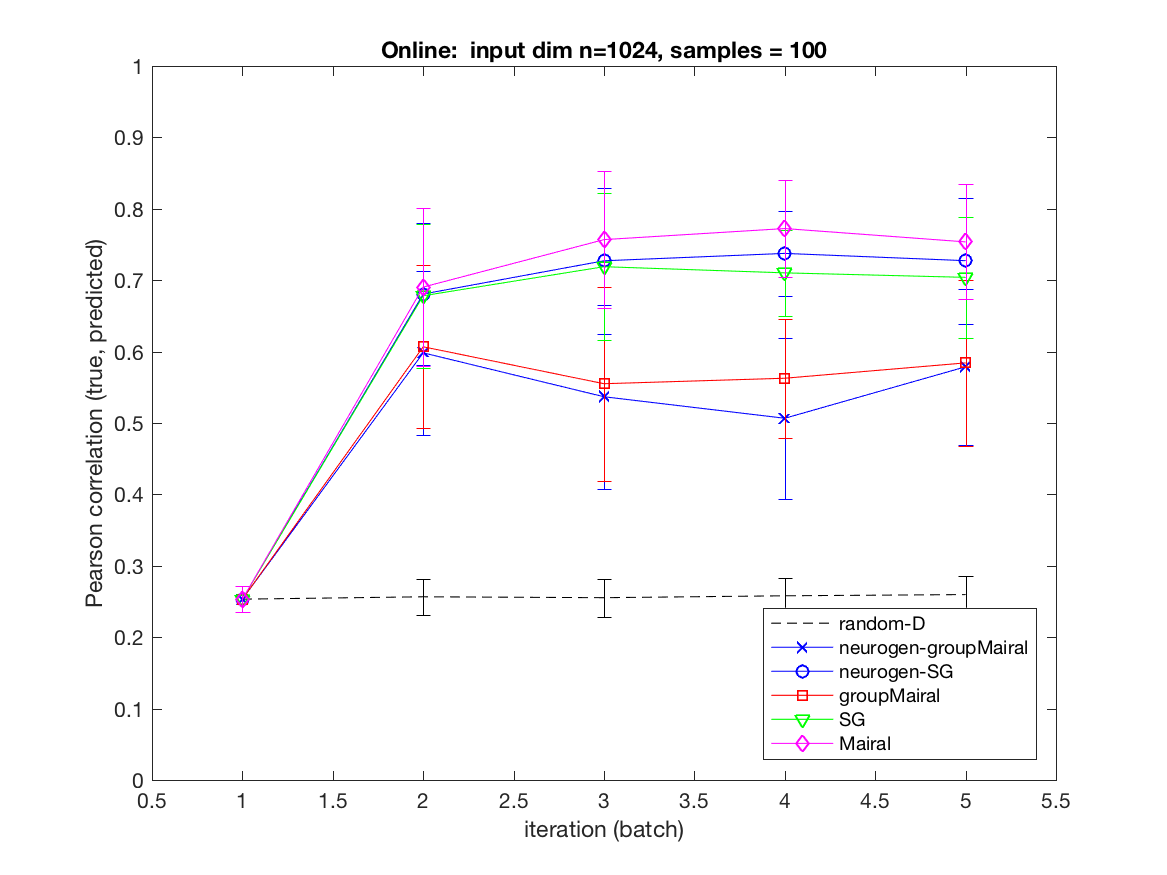 Online:  input dim n=1024, samples = 100
1
0.9
0.8
0.7
0.6
0.5
0.4
0.3
0.2
0.1
0
Pearson correlation (true, predicted)
random-D
neurogen-groupMairal
neurogen-SG
groupMairal
SG
Mairal
0.5 1 1.5 2 2.5 3 3.5 4 4.5 5 5.5
iteration (batch)